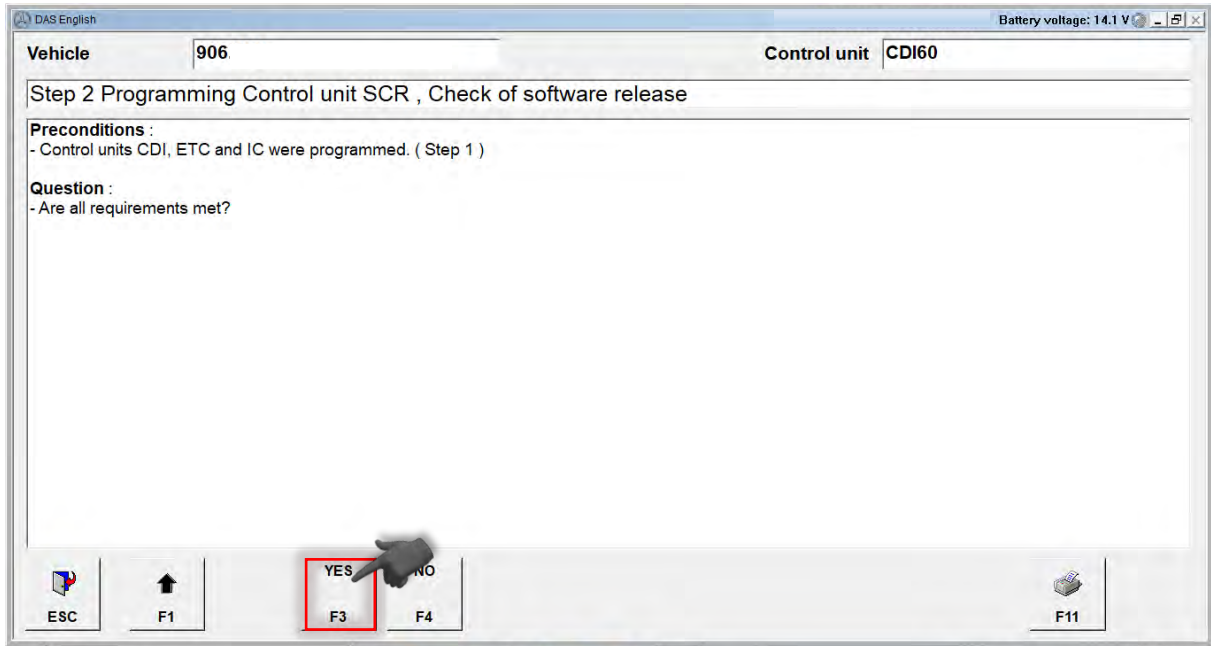 DAS English
Battery voltage: 14.1 V
Vehicle 906 Control unit CDI60
Step 2 Programming Control unit SCR , Check of software release
Preconditions :
- Control units CDI, ETC and IC were programmed. ( Step 1 )
Question :
- Are all requirements met?
YES NO
ESC F1 F3 F4 F11